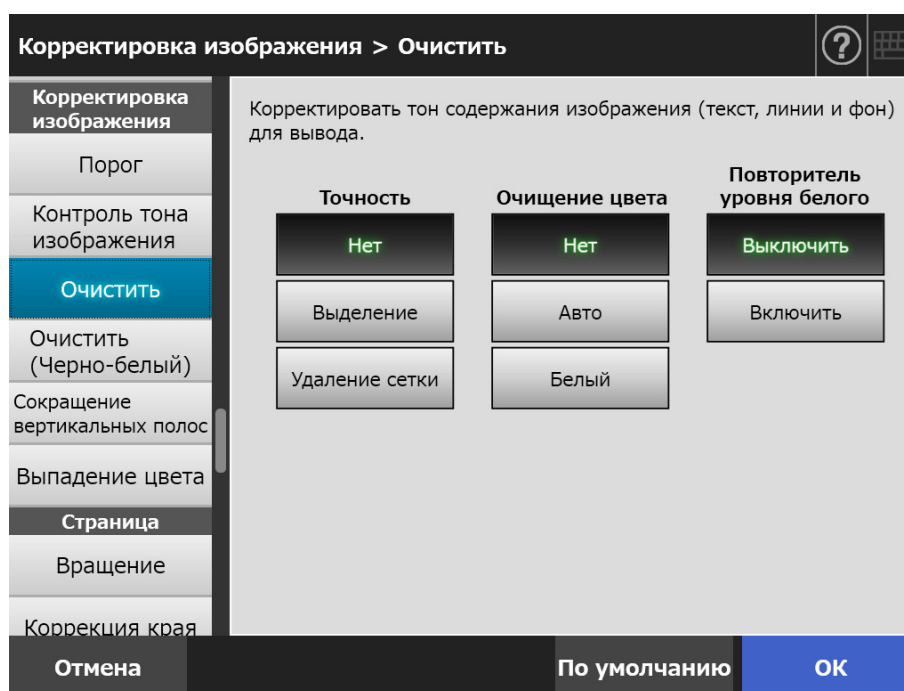 Корректировка изображения > Очистить
?
Корректировка
изображения
Порог
Контроль тона
изображения
Очистить
Очистить
(Черно-белый)
Сокращение
вертикальных полос
Выпадение цвета
Страница
Вращение
Коррекция края
Корректировать тон содержания изображения (текст, линии и фон)
для вывода.
Точность
Нет
Выделение
Удаление сетки
Очищение цвета
Нет
Авто
Белый
Повторитель
уровня белого
Выключить
Включить
Отмена
По умолчанию
ОК